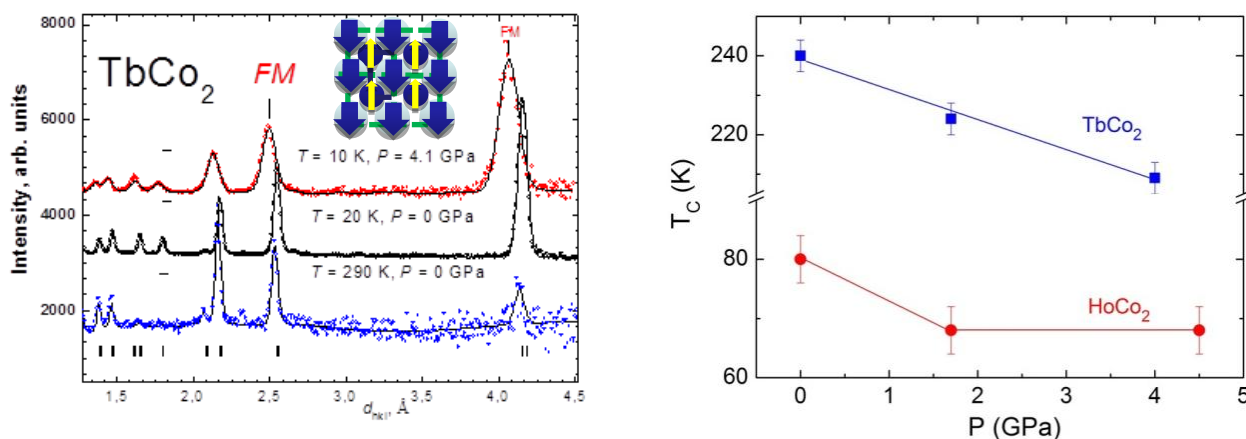 8000
6000
4000
2000
Intensity, arb. units
TbCo2
FM
FM
T = 10 K, P = 4.1 GPa
T = 20 K, P = 0 GPa
T = 290 K, P = 0 GPa
1,5 2,0 2,5 3,0 3,5 4,0 4,5
dhkl, Å
240
220
80
60
TC (K)
TbCo2
HoCo2
0 1 2 3 4 5
P (GPa)